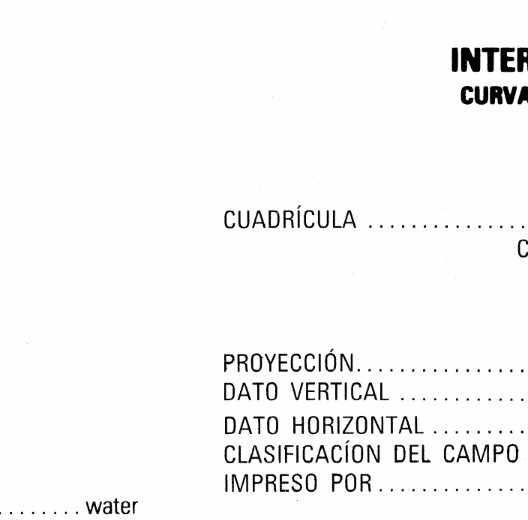 INTER
CURVA
CUADRÍCULA ...............
C
PROYECCIÓN................
DATO VERTICAL ............
DATO HORIZONTAL .........
CLASIFICACÍON DEL CAMPO
IMPRESO POR..............
........water